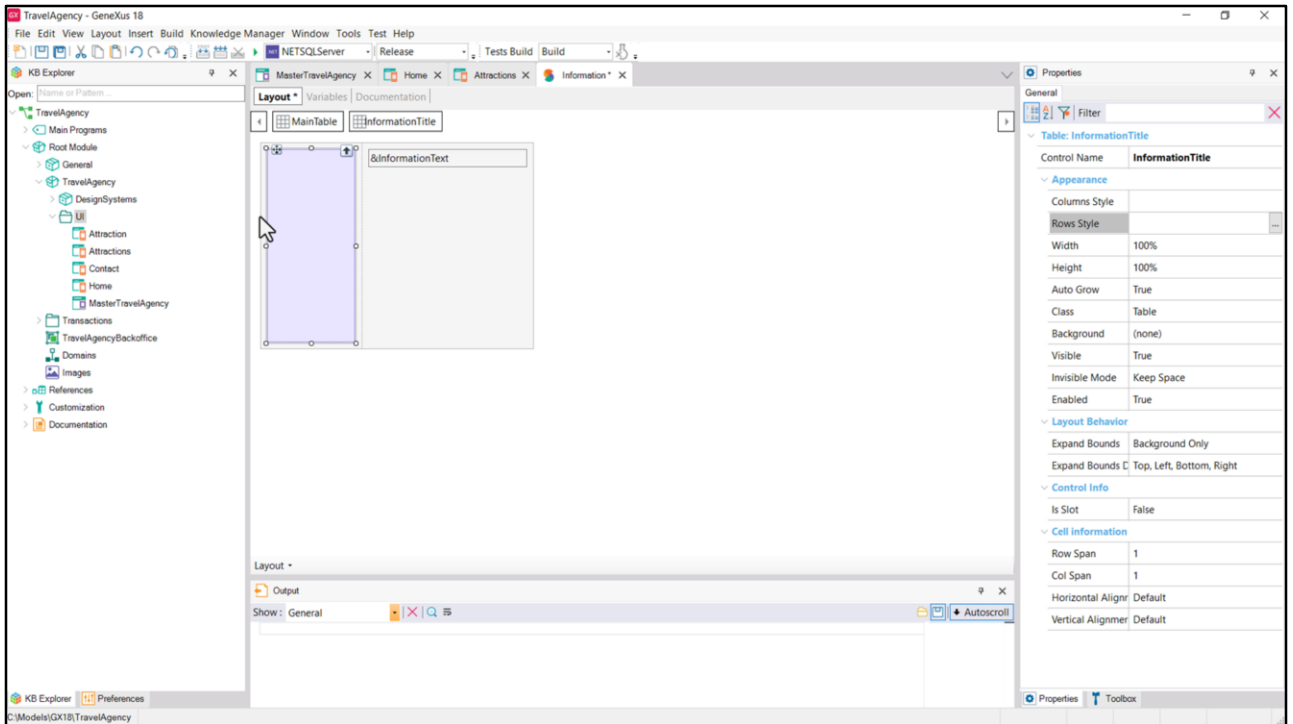 GX TravelAgency - GeneXus 18
File Edit View Layout Insert Build Knowledge Manager Window Tools Test Help
NETSQLServer Release Tests Build Build
KB Explorer
Open: Name or Pattern ...
TravelAgency
Main Programs
Root Module
General
TravelAgency
DesignSystems
UI
Attraction
Attractions
Contact
Home
MasterTravelAgency
Transactions
TravelAgencyBackoffice
Domains
Images
References
Customization
Documentation
KB Explorer Preferences
C:\Models\GX18\TravelAgency
MasterTravelAgency X Home X Attractions X Information * X
Layout * Variables Documentation
MainTable InformationTitle
&InformationText
Layout
Output
Show: General Autoscroll
Properties
General
Filter
Table: InformationTitle
Control Name InformationTitle
Appearance
Columns Style
Rows Style ...
Width 100%
Height 100%
Auto Grow True
Class Table
Background (none)
Visible True
Invisible Mode Keep Space
Enabled True
Layout Behavior
Expand Bounds Background Only
Expand Bounds D Top, Left, Bottom, Right
Control Info
Is Slot False
Cell information
Row Span 1
Col Span 1
Horizontal Alignr Default
Vertical Alignmer Default
Properties Toolbox